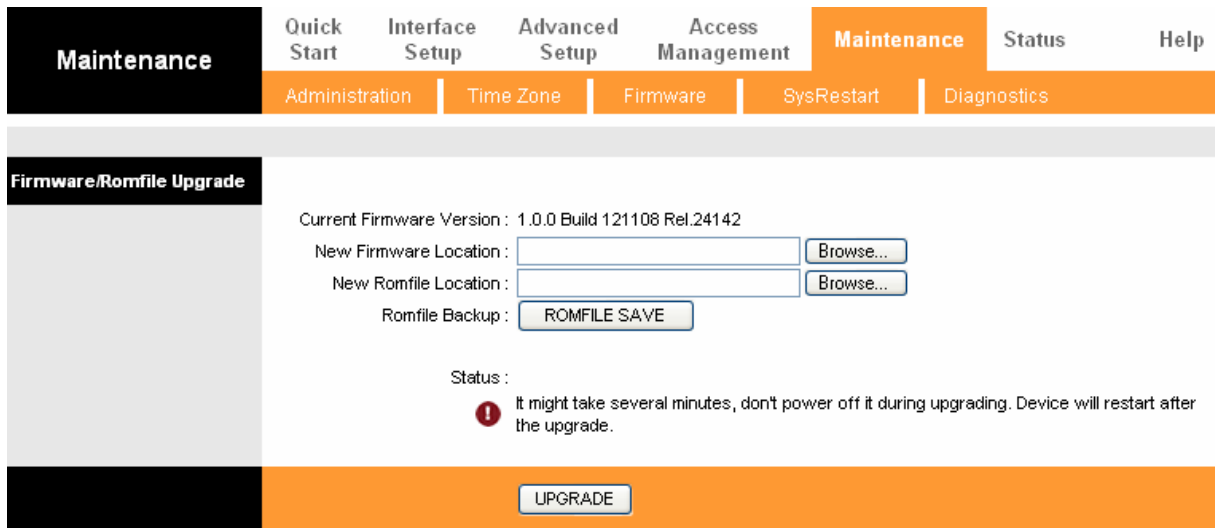 Maintenance
Quick Start
Interface Setup
Advanced Setup
Access Management
Maintenance
Status
Help
Administration
Time Zone
Firmware
SysRestart
Diagnostics
Firmware/Romfile Upgrade
Current Firmware Version : 1.0.0 Build 121108 Rel.24142
New Firmware Location : Browse...
New Romfile Location : Browse...
Romfile Backup : ROMFILE SAVE
Status :
It might take several minutes, don't power off it during upgrading. Device will restart after
the upgrade.
UPGRADE